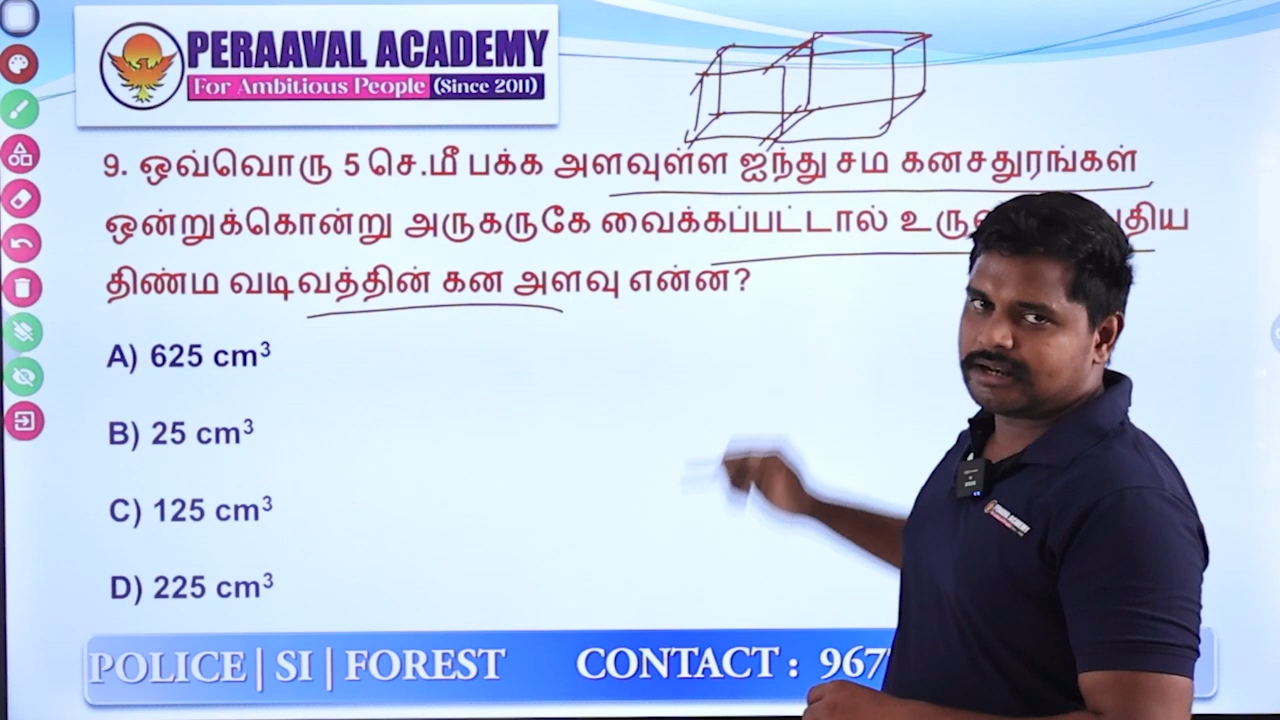 PERAAVAL ACADEMY
For Ambitious People (Since 2011)
9. ஒவ்வொரு 5 செ.மீ பக்க அளவுள்ள ஐந்து சம கனசதுரங்கள்
ஒன்றுக்கொன்று அருகருகே வைக்கப்பட்டால்
திண்ம வடிவத்தின் கன அளவு என்ன?
A) 625 cm³
B) 25 cm³
C) 125 cm³
D) 225 cm³
PERAAVAL ACADEMY
POLICE | SI | FOREST CONTACT : 967